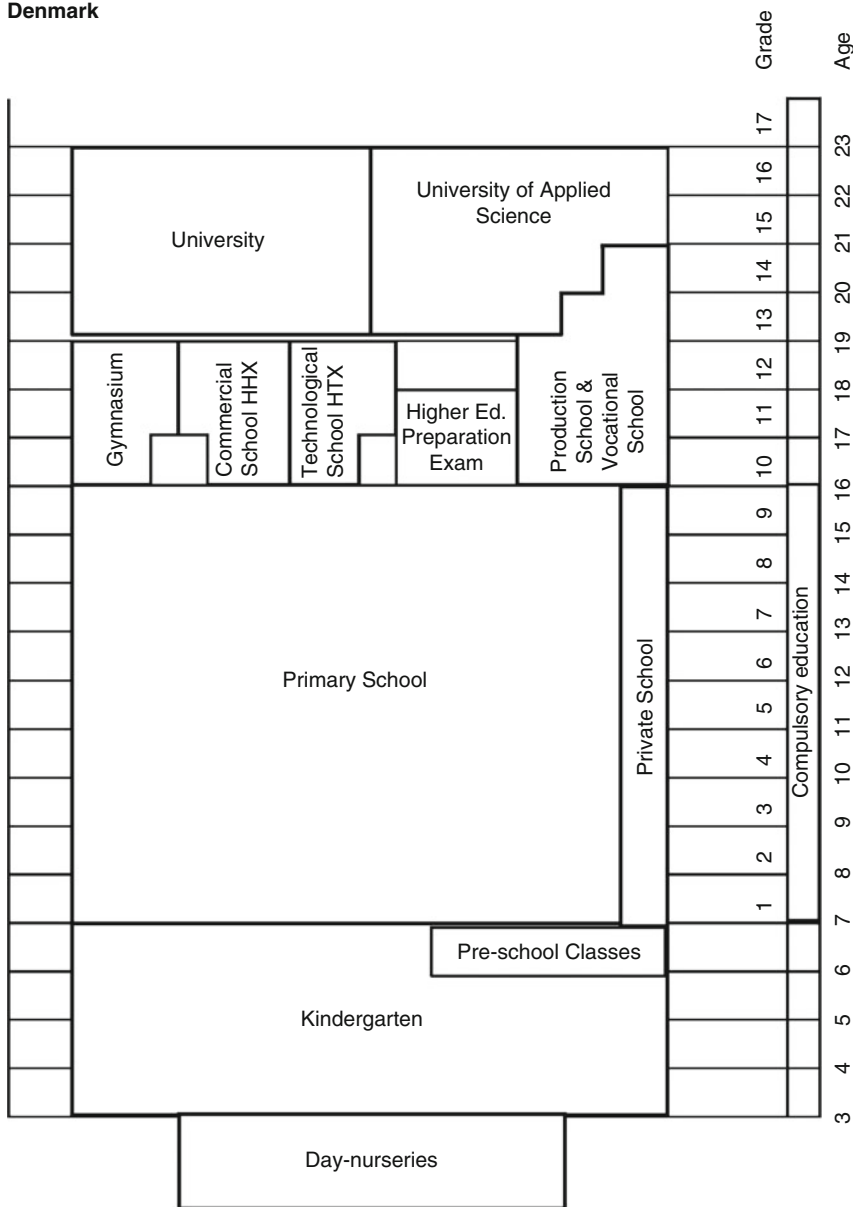 Denmark
Grade
Age
17
23
16
22
15
21
14
20
13
19
12
18
11
17
10
16
9
15
8
14
7
13
6
12
5
11
4
10
3
9
2
8
1
7
6
5
4
3
University
University of Applied
Science
Gymnasium
Commercial
School HHX
Technological
School HTX
Higher Ed.
Preparation
Exam
Production
School &
Vocational
School
Primary School
Private School
Compulsory education
Pre-school Classes
Kindergarten
Day-nurseries